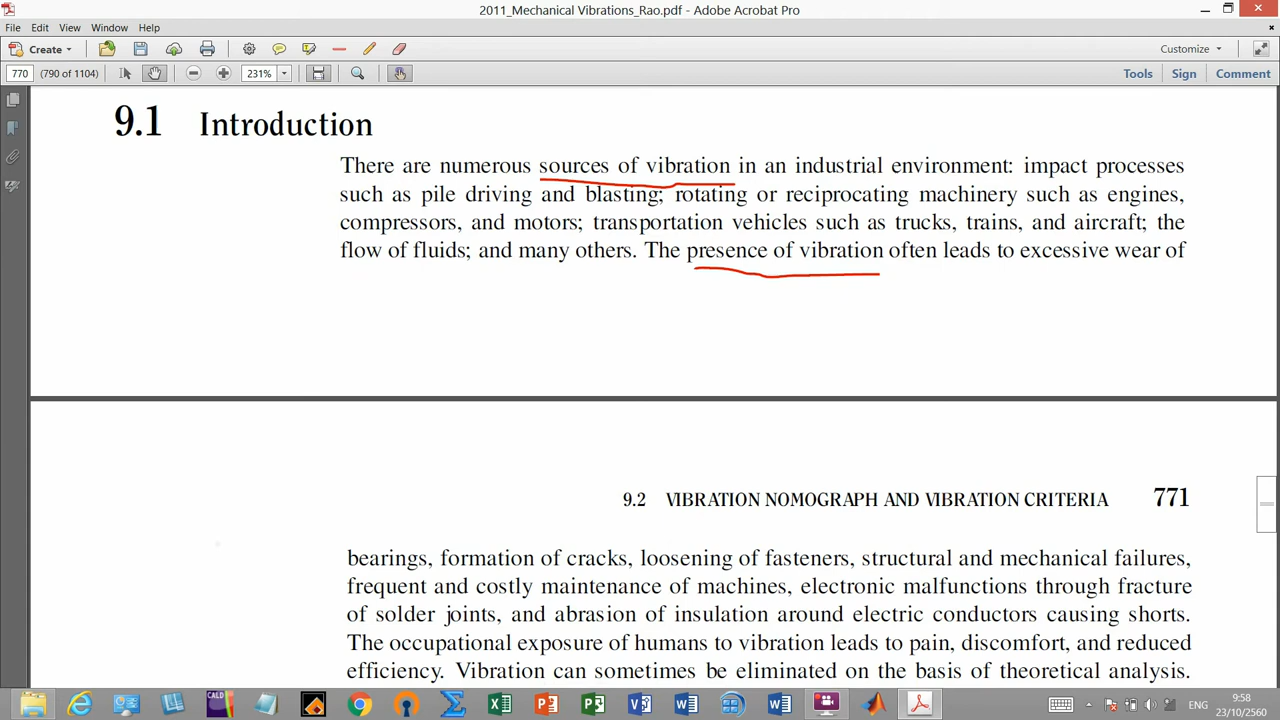 2011_Mechanical Vibrations_Rao.pdf - Adobe Acrobat Pro
File Edit View Window Help
Create Customize
770 (790 of 1104) 231% Tools Sign Comment
9.1 Introduction
There are numerous sources of vibration in an industrial environment: impact processes
such as pile driving and blasting; rotating or reciprocating machinery such as engines,
compressors, and motors; transportation vehicles such as trucks, trains, and aircraft; the
flow of fluids; and many others. The presence of vibration often leads to excessive wear of
9.2 VIBRATION NOMOGRAPH AND VIBRATION CRITERIA 771
bearings, formation of cracks, loosening of fasteners, structural and mechanical failures,
frequent and costly maintenance of machines, electronic malfunctions through fracture
of solder joints, and abrasion of insulation around electric conductors causing shorts.
The occupational exposure of humans to vibration leads to pain, discomfort, and reduced
efficiency. Vibration can sometimes be eliminated on the basis of theoretical analysis.
CALD
ENG
9:58
23/10/2560